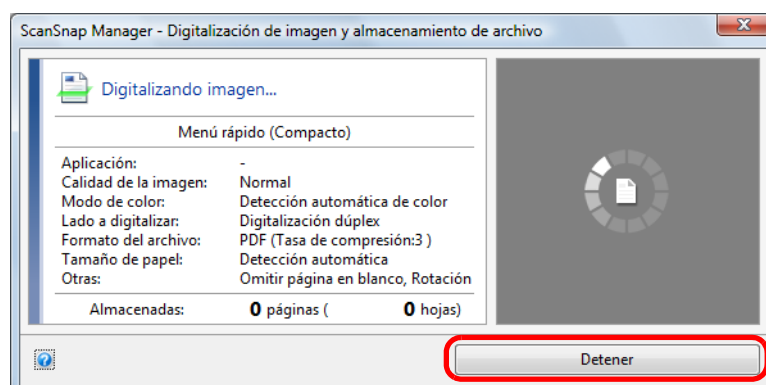 ScanSnap Manager - Digitalización de imagen y almacenamiento de archivo
Digitalizando imagen...
Menú rápido (Compacto)
Aplicación: -
Calidad de la imagen: Normal
Modo de color: Detección automática de color
Lado a digitalizar: Digitalización dúplex
Formato del archivo: PDF (Tasa de compresión:3 )
Tamaño de papel: Detección automática
Otras: Omitir página en blanco, Rotación
Almacenadas: 0 páginas ( 0 hojas)
Detener